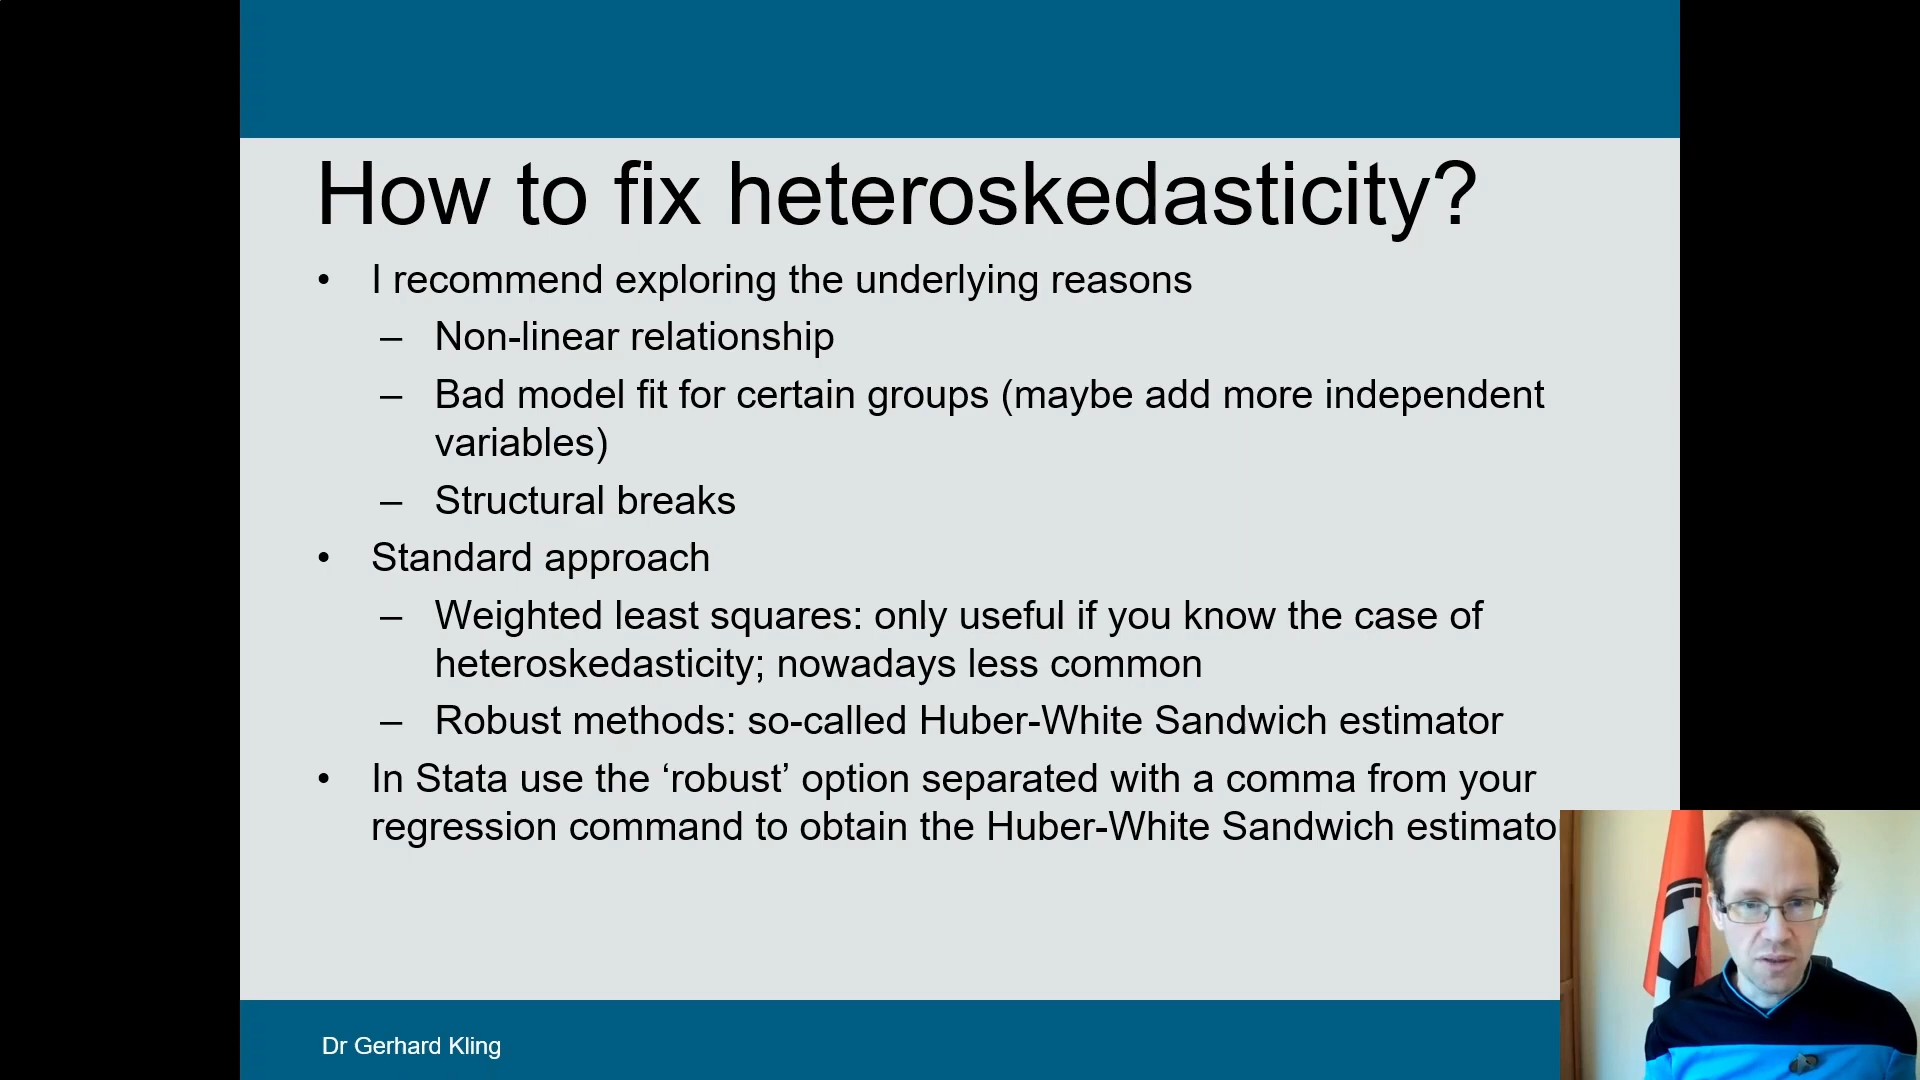 How to fix heteroskedasticity?
• I recommend exploring the underlying reasons
– Non-linear relationship
– Bad model fit for certain groups (maybe add more independent
variables)
– Structural breaks
• Standard approach
– Weighted least squares: only useful if you know the case of
heteroskedasticity; nowadays less common
– Robust methods: so-called Huber-White Sandwich estimator
• In Stata use the ‘robust’ option separated with a comma from your
regression command to obtain the Huber-White Sandwich estimato
Dr Gerhard Kling